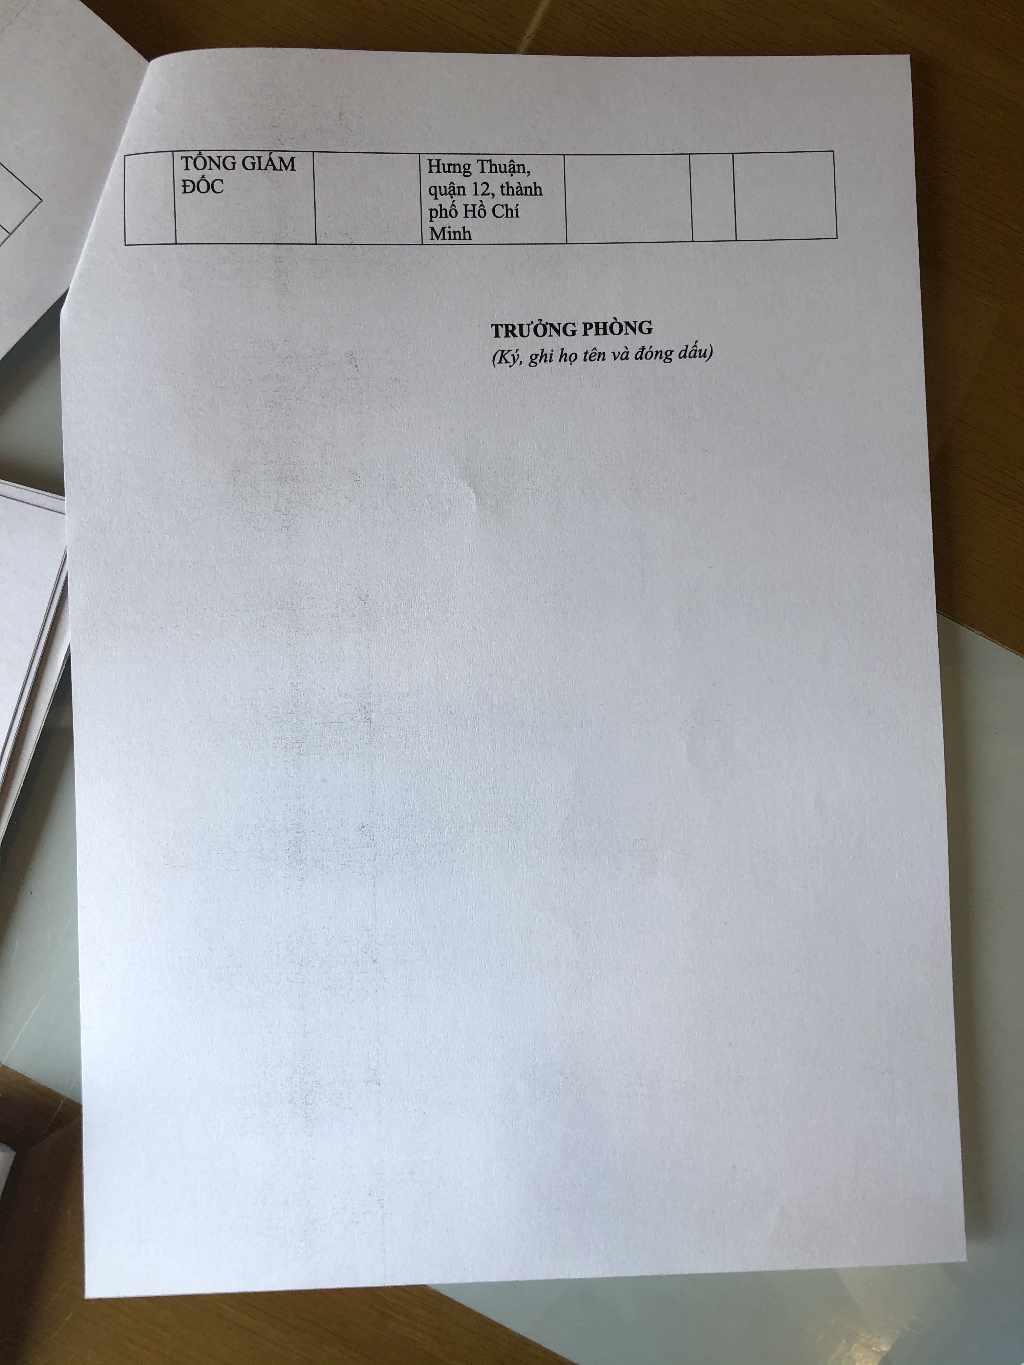 TỔNG GIÁM
ĐỐC
Hưng Thuận,
quận 12, thành
phố Hồ Chí
Minh
TRƯỞNG PHÒNG
(Ký, ghi họ tên và đóng dấu)